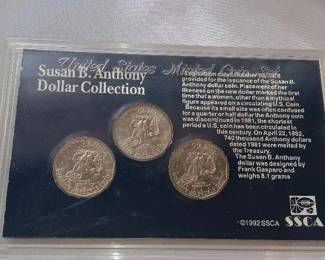 United States Minted Coin Set
Susan B. Anthony
Dollar Collection
Legislation dated October 10, 1978
provided for the issuance of the Susan B.
Anthony dollar coin. Placement of her
likeness on the new dollar marked the first
time that a women, other than a mythical
figure appeared on a circulating U.S. Coin.
Because its small size was often confused
for a quarter or half dollar the Anthony coin
was discontinued in 1981, the shortest
period a U.S. coin has been circulated in
this century. On April 22, 1982,
740 thousand Anthony dollars
dated 1981 were melted by
the Treasury.
The Susan B. Anthony
dollar was designed by
Frank Gasparo and
weighs 8.1 grams
©1992 SSCA
SSCA